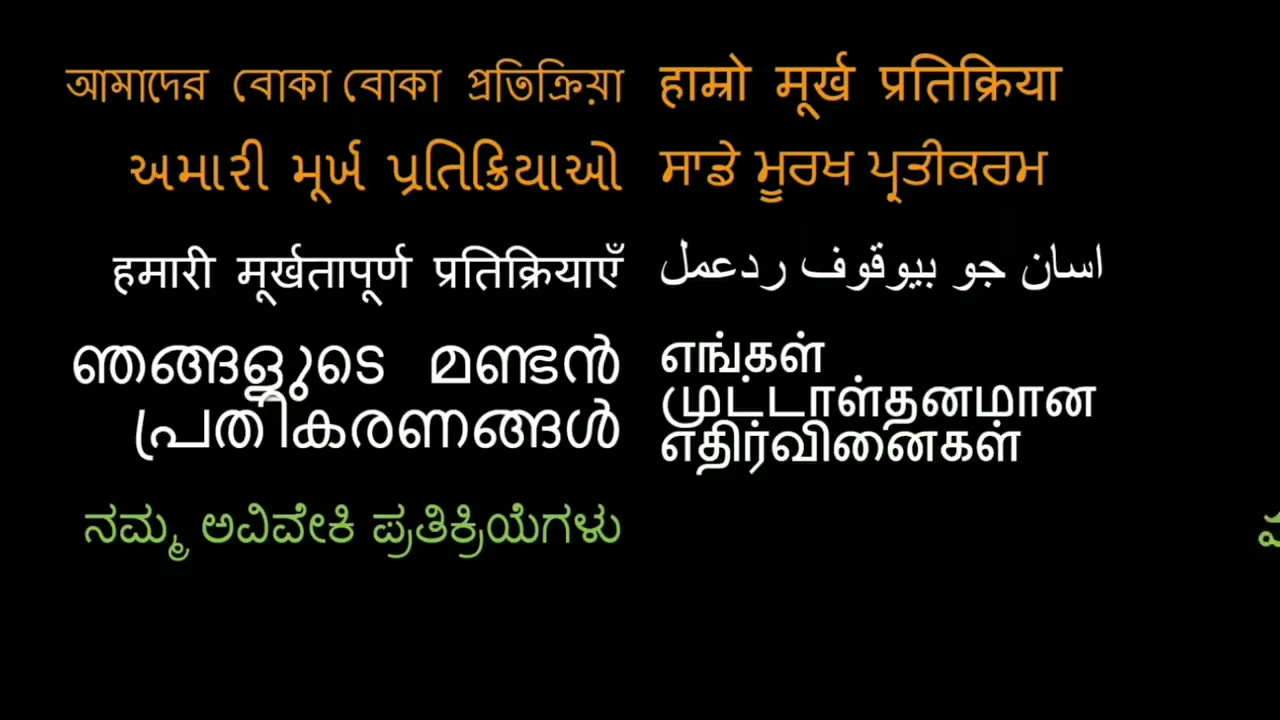 আমাদের বোকা বোকা প্রতিক্রিয়া
हाम्रो मूर्ख प्रतिक्रिया
અમારી મૂર્ખ પ્રતિક્રિયાઓ
ਸਾਡੇ ਮੂਰਖ ਪ੍ਰਤੀਕਰਮ
हमारी मूर्खतापूर्ण प्रतिक्रियाएँ
اسان جو بيوقوف ردعمل
ഞങ്ങളുടെ മണ്ടൻ
പ്രതികരണങ്ങൾ
எங்கள்
முட்டாள்தனமான
எதிர்வினைகள்
ನಮ್ಮ ಅವಿವೇಕಿ ಪ್ರತಿಕ್ರಿಯೆಗಳು